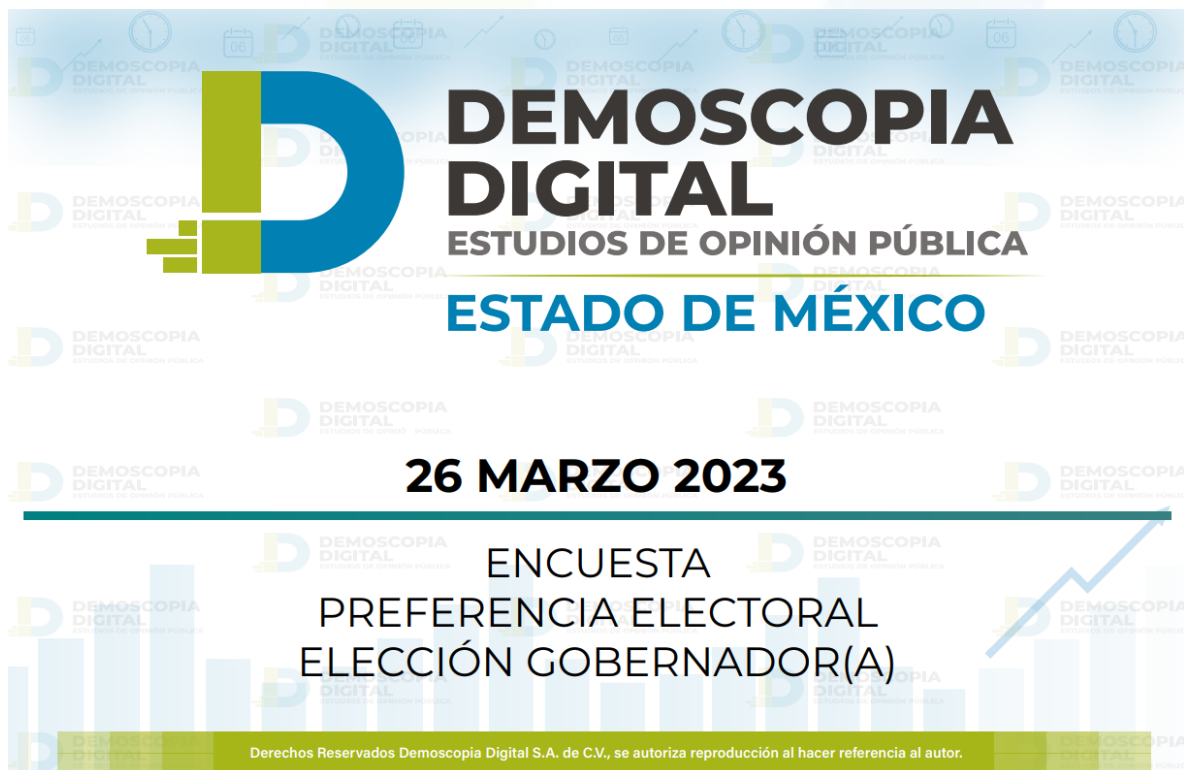 DEMOSCOPIA
DIGITAL
ESTUDIOS DE OPINIÓN PÚBLICA
ESTADO DE MÉXICO
26 MARZO 2023
ENCUESTA
PREFERENCIA ELECTORAL
ELECCIÓN GOBERNADOR(A)
Derechos Reservados Demoscopia Digital S.A. de C.V., se autoriza reproducción al hacer referencia al autor.